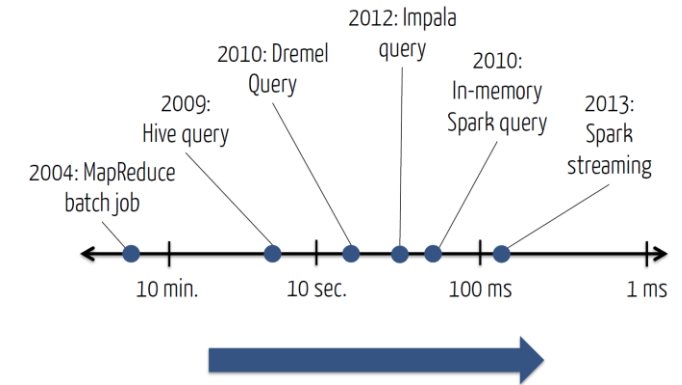 2012: Impala
query
2010: Dremel
Query
2010:
In-memory
Spark query
2009:
Hive query
2013:
Spark
streaming
2004: MapReduce
batch job
10 min.
10 sec.
100 ms
1 ms